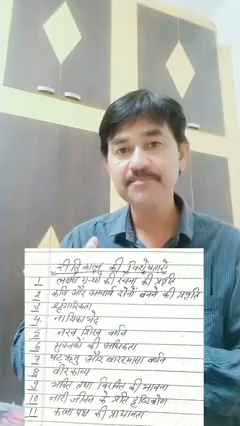 रीतिकाल की विशेषताएँ
1 लक्षण ग्रन्थों की रचना की प्रवृति
2 कवि और आचार्य दोनों बनने की प्रवृति
3 श्रृंगारिकता
4 नायिका भेद
5 नख शिख वर्णन
6 मुक्तकों की अधिकता
7 षटऋतु और बारहमासा वर्णन
8 वीरकाव्य
9 भक्ति तथा विरक्ति की भावना
10 नारी जीवन के प्रति दृष्टिकोण
11 कला पक्ष की प्रधानता